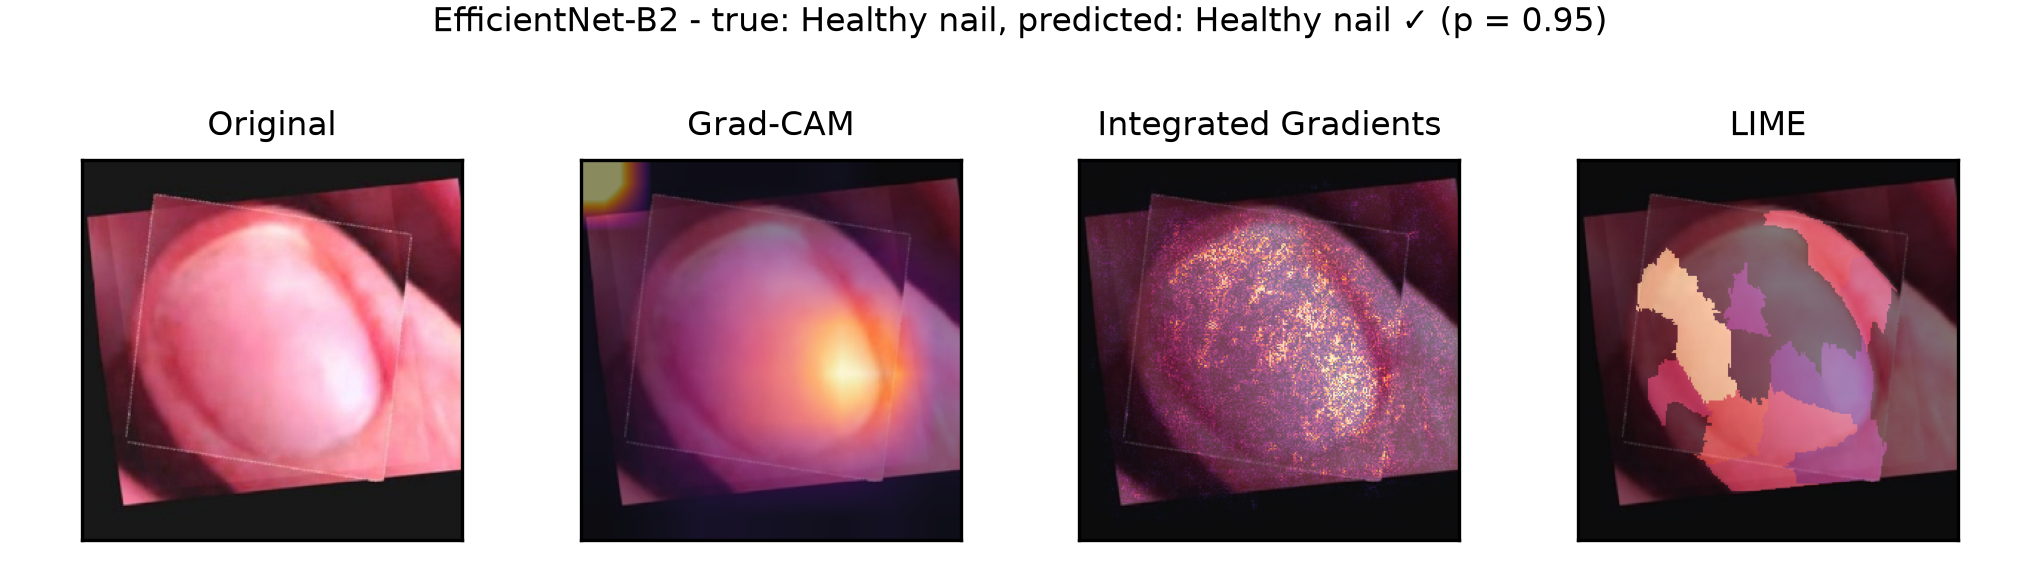 EfficientNet-B2 - true: Healthy nail, predicted: Healthy nail ✓ (p = 0.95)
Original
Grad-CAM
Integrated Gradients
LIME